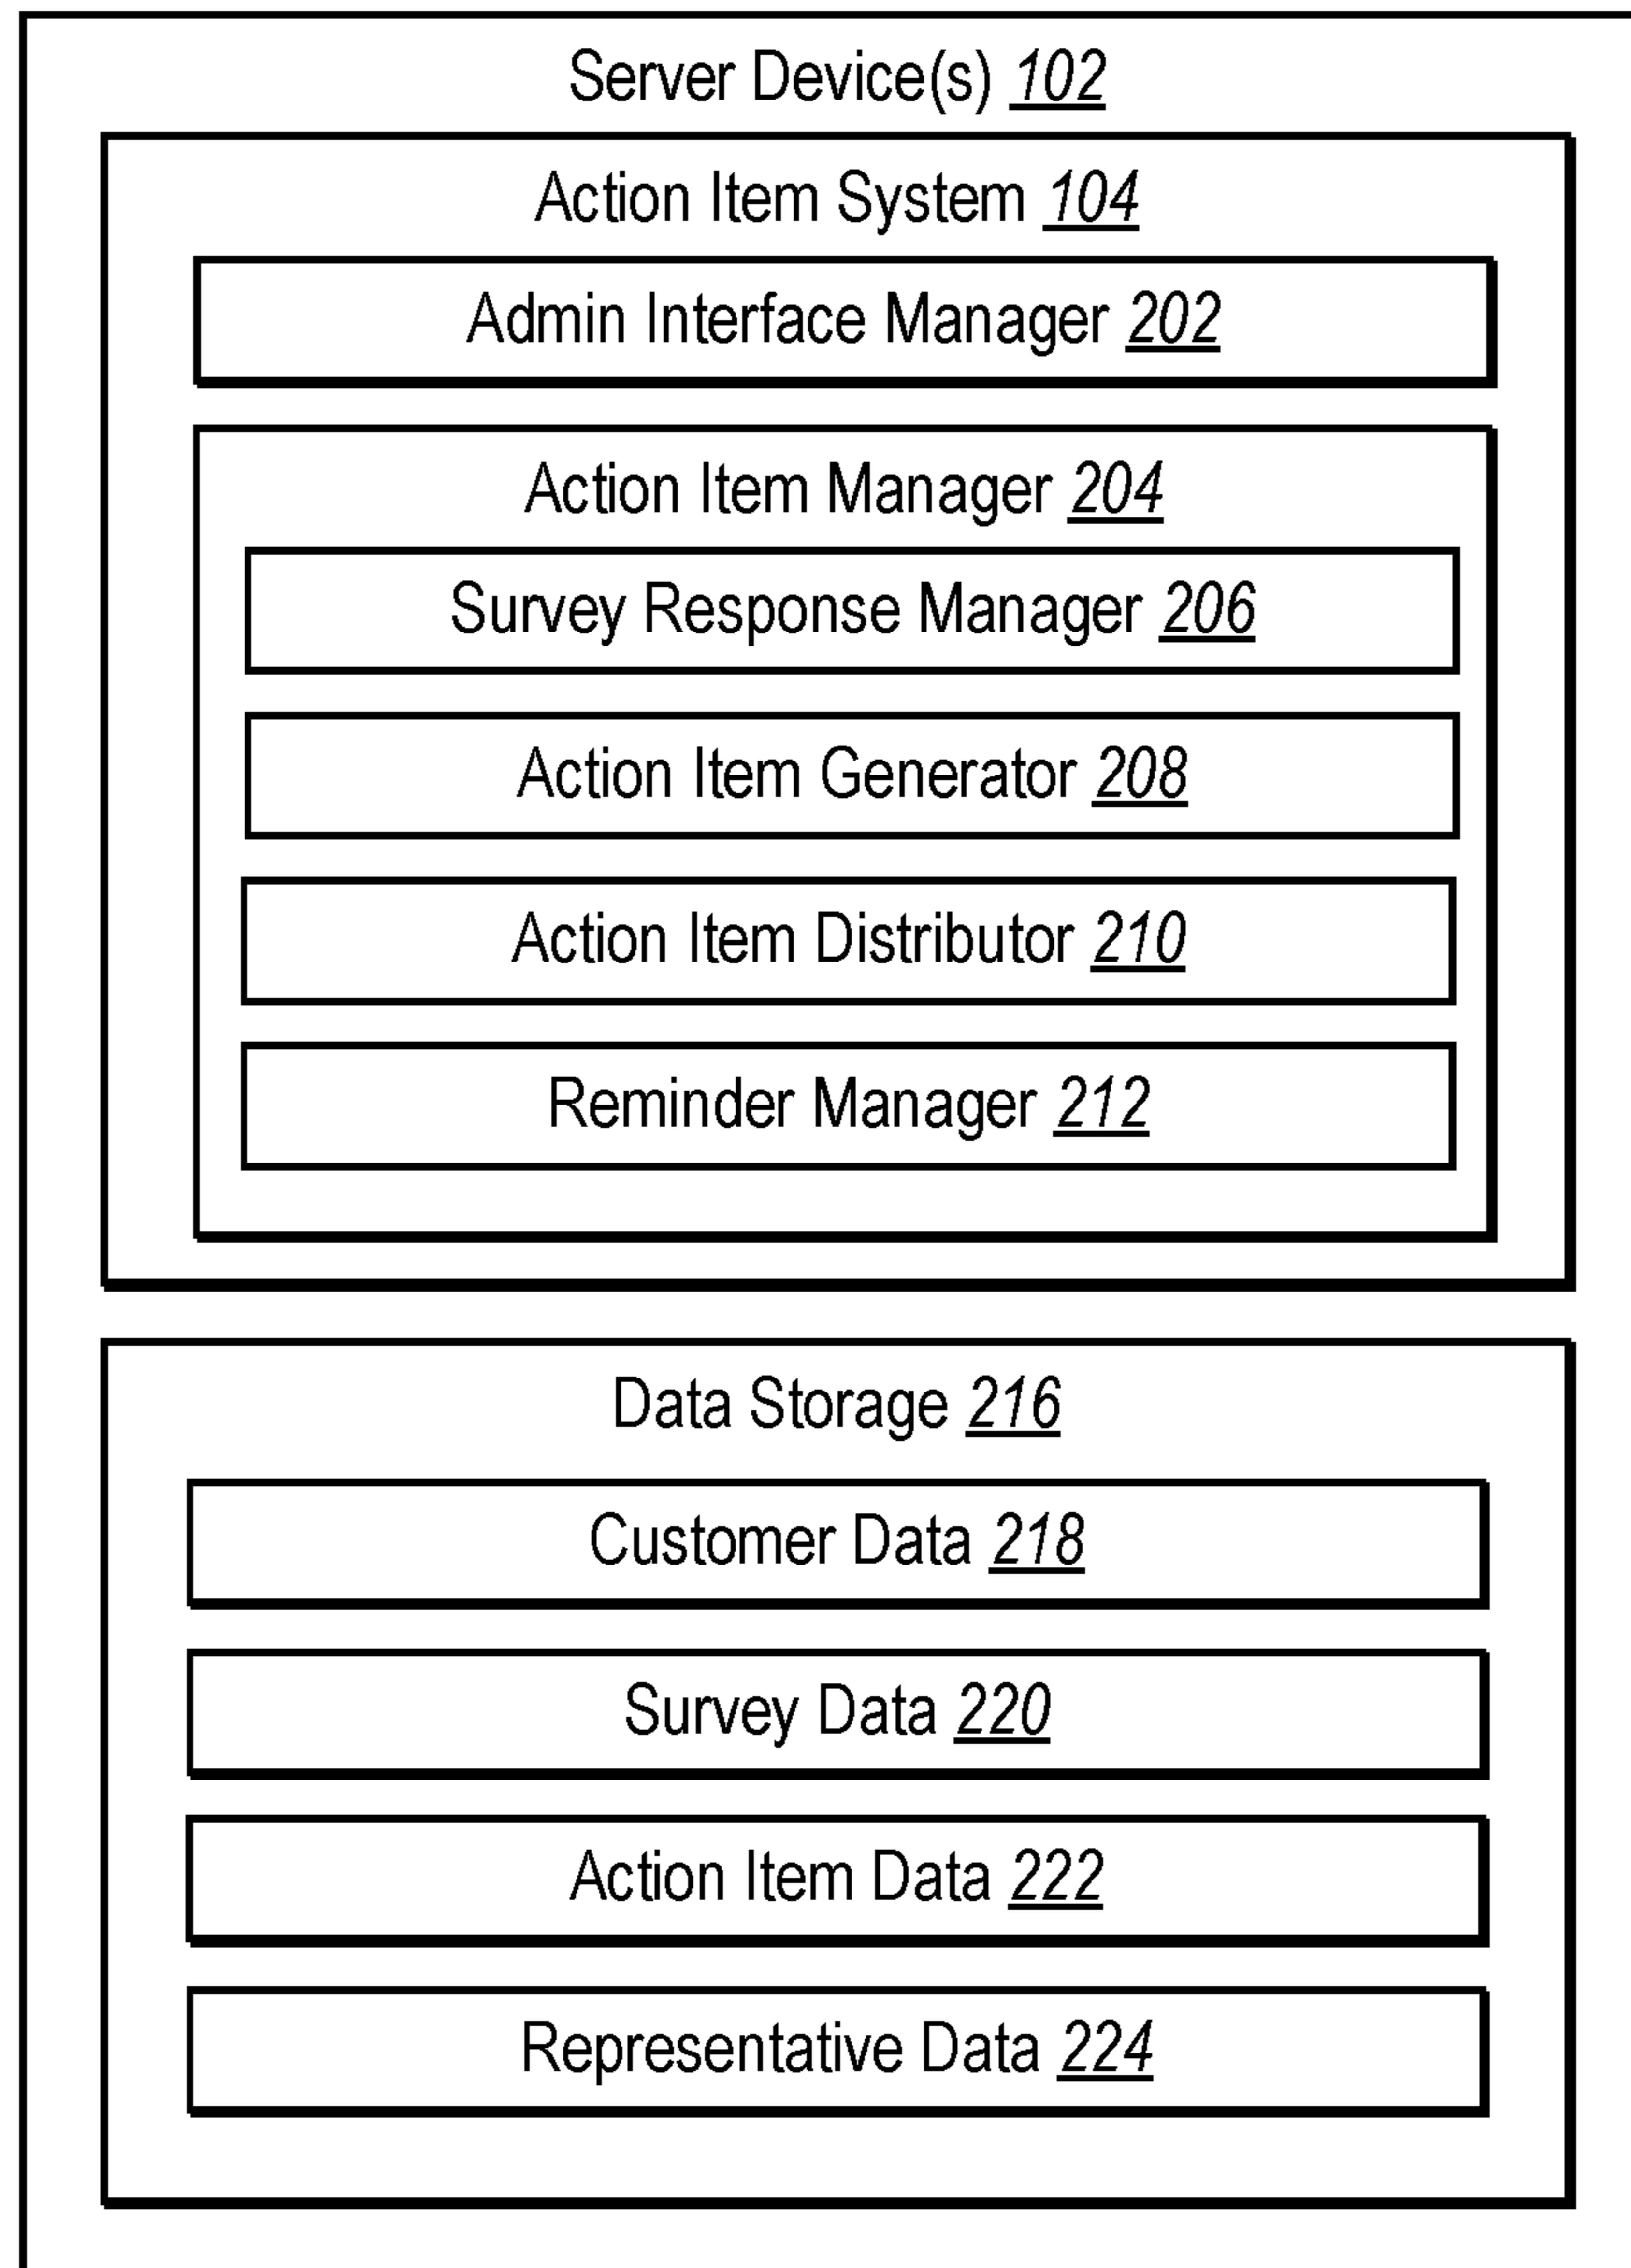 Server Device(s) 102
Action Item System 104
Admin Interface Manager 202
Action Item Manager 204
Survey Response Manager 206
Action Item Generator 208
Action Item Distributor 210
Reminder Manager 212
Data Storage 216
Customer Data 218
Survey Data 220
Action Item Data 222
Representative Data 224